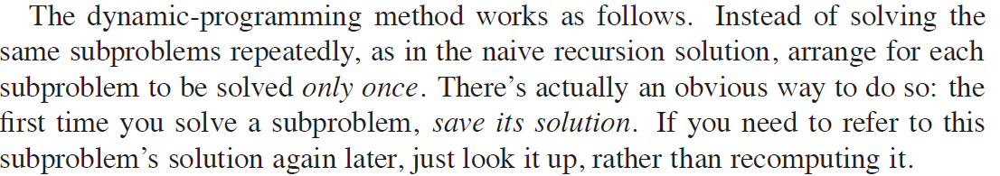 The dynamic-programming method works as follows. Instead of solving the
same subproblems repeatedly, as in the naive recursion solution, arrange for each
subproblem to be solved only once. There’s actually an obvious way to do so: the
first time you solve a subproblem, save its solution. If you need to refer to this
subproblem’s solution again later, just look it up, rather than recomputing it.